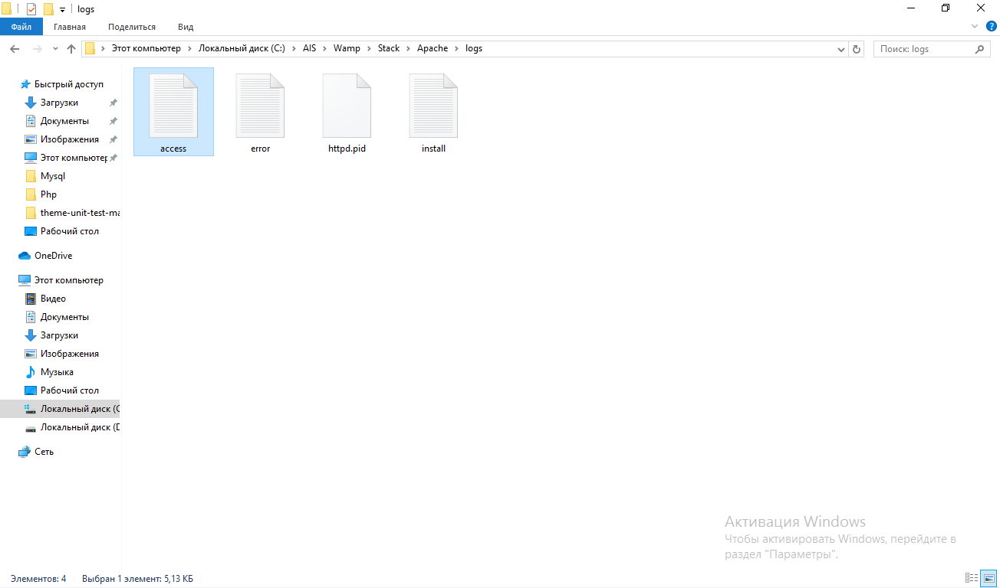 logs
Файл Главная Поделиться Вид
Этот компьютер Локальный диск (C:) AIS Wamp Stack Apache logs
Поиск: logs
Быстрый доступ
Загрузки
Документы
Изображения
Этот компьютер
Mysql
Php
theme-unit-test-ma
Рабочий стол
OneDrive
Этот компьютер
Видео
Документы
Загрузки
Изображения
Музыка
Рабочий стол
Локальный диск (C
Локальный диск (D
Сеть
access error httpd.pid install
Активация Windows
Чтобы активировать Windows, перейдите в
раздел "Параметры".
Элементов: 4 Выбран 1 элемент: 5,13 КБ